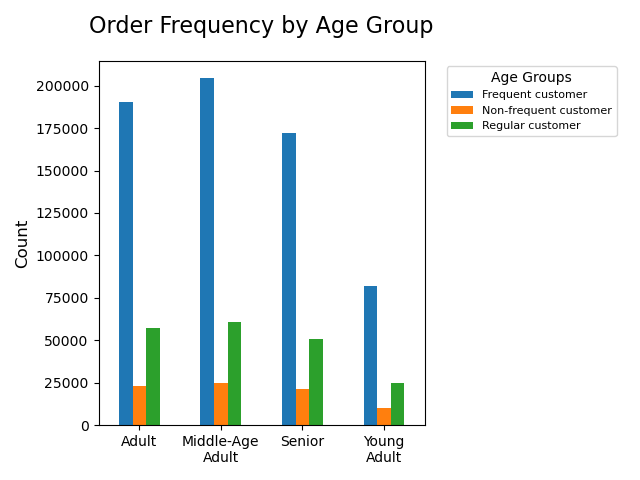 Order Frequency by Age Group
Age Groups
Frequent customer
Non-frequent customer
Regular customer
Count
200000
175000
150000
125000
100000
75000
50000
25000
0
Adult
Middle-Age
Adult
Senior
Young
Adult